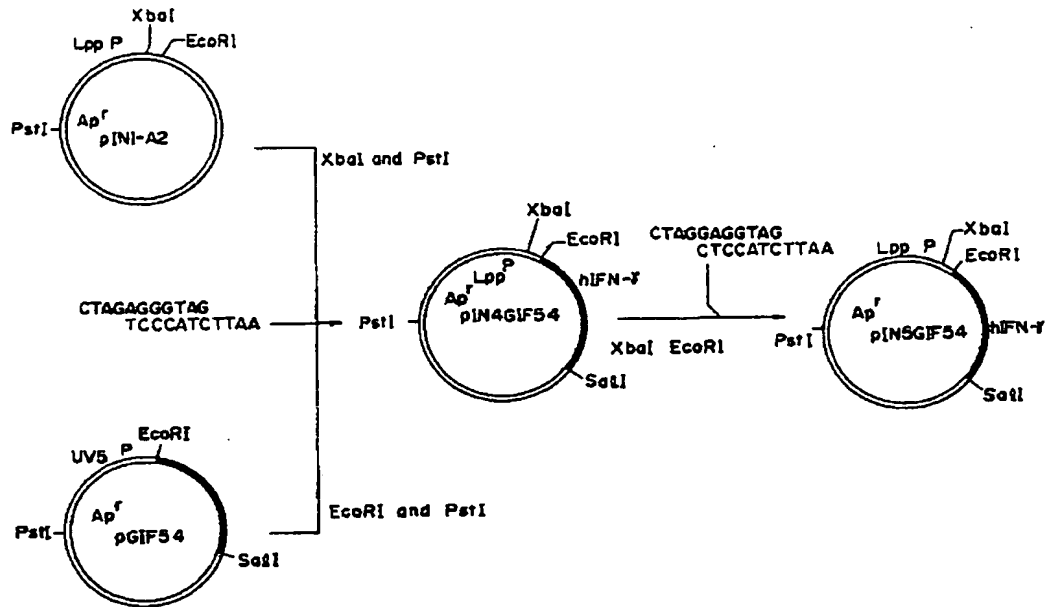 XbaI
Lpp P
EcoRI
PstI
Apr
pINI-A2
XbaI and PstI
CTAGAGGGTAG
TCCCATCTTAA
UV5 P
EcoRI
PstI
Apr
pGIF54
SalI
EcoRI and PstI
XbaI
EcoRI
Lpp P
hIFN-γ
Apr
pIN4GIF54
PstI
SalI
CTAGGAGGTAG
CTCCATCTTAA
XbaI EcoRI
Lpp P
XbaI
EcoRI
Apr
pIN5GIF54
hIFN-γ
PstI
SalI